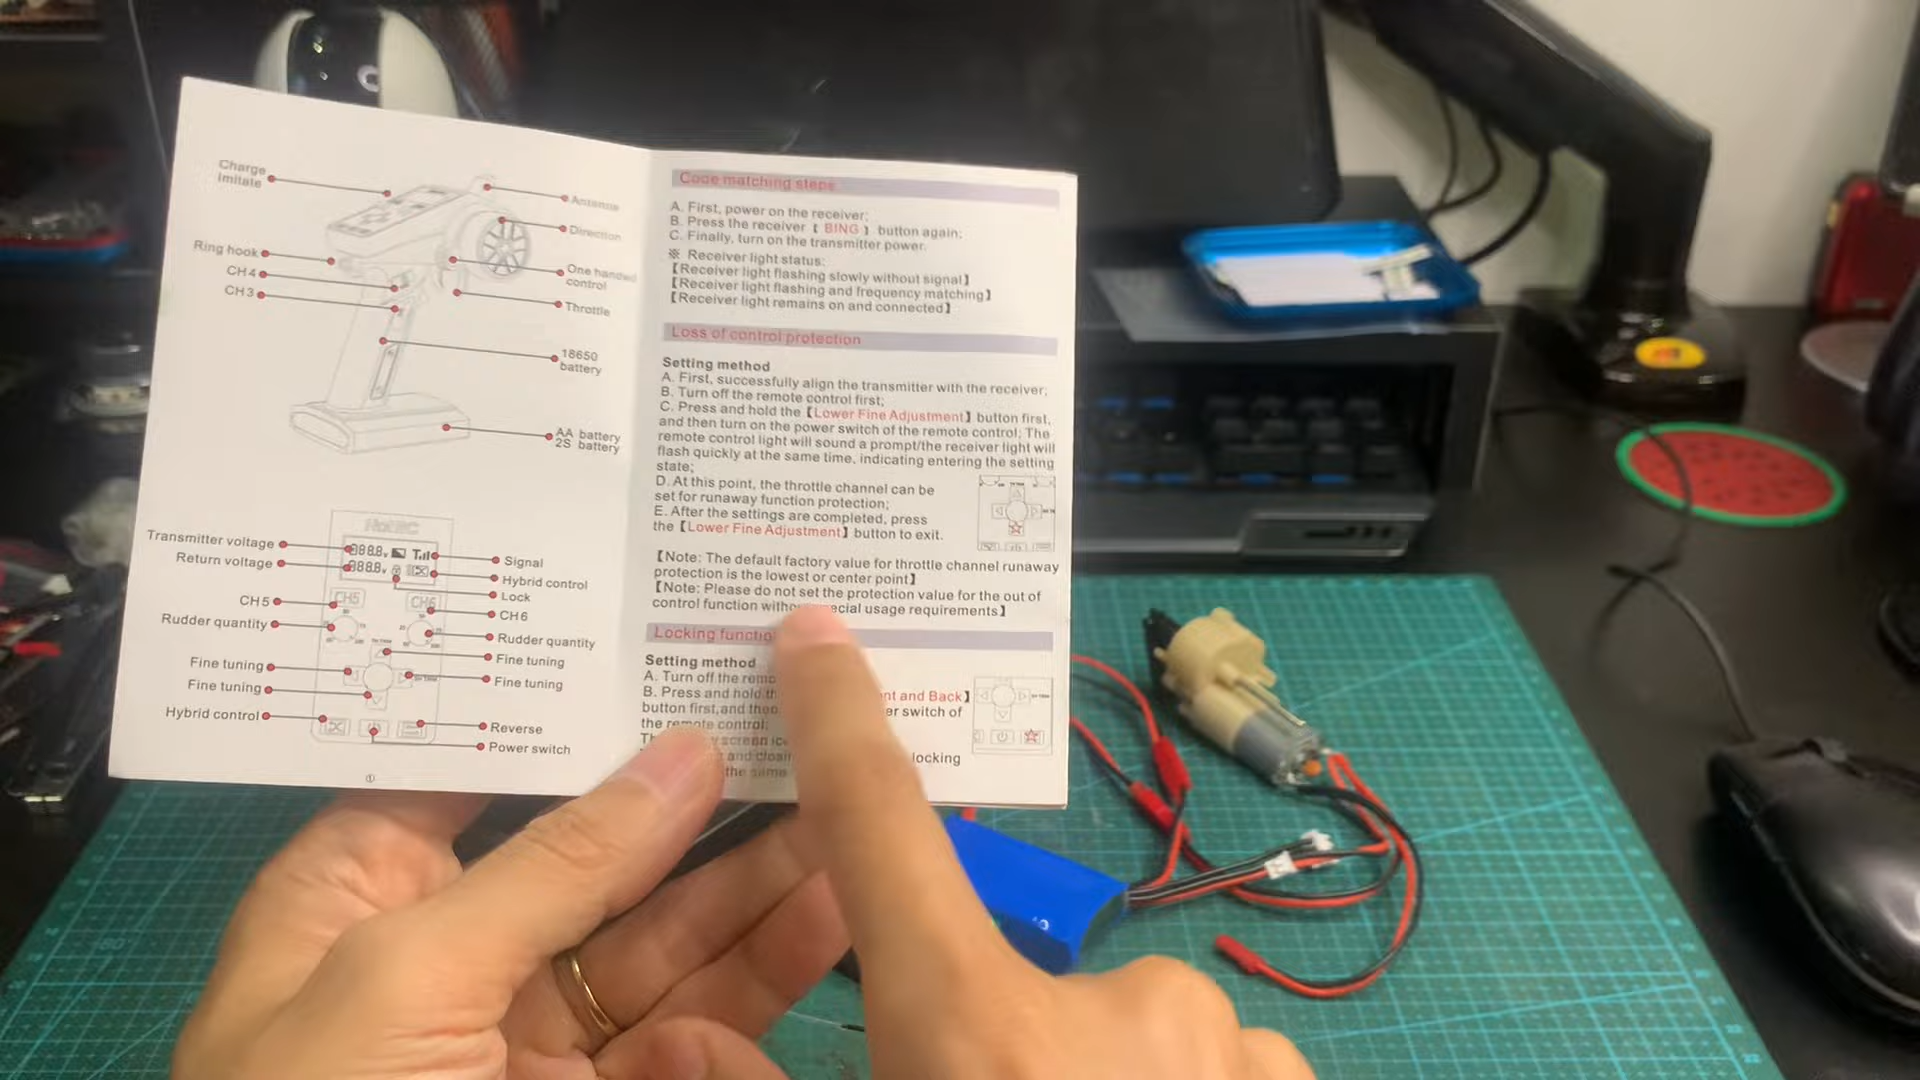 Charge
imitate
Antenna
Direction
Ring hook
CH4
CH3
One handed
control
Throttle
18650
battery
AA battery
2S battery
Transmitter voltage
Return voltage
CH5
Rudder quantity
Fine tuning
Fine tuning
Hybrid control
Signal
Hybrid control
Lock
CH6
Rudder quantity
Fine tuning
Fine tuning
Reverse
Power switch
CH5
CH6
①
Code matching steps
A. First, power on the receiver;
B. Press the receiver【BING】button again;
C. Finally, turn on the transmitter power.
※ Receiver light status:
【Receiver light flashing slowly without signal】
【Receiver light flashing and frequency matching】
【Receiver light remains on and connected】
Loss of control protection
Setting method
A. First, successfully align the transmitter with the receiver;
B. Turn off the remote control first;
C. Press and hold the【Lower Fine Adjustment】button first,
and then turn on the power switch of the remote control; The
remote control light will sound a prompt/the receiver light will
flash quickly at the same time, indicating entering the setting
state;
D. At this point, the throttle channel can be
set for runaway function protection;
E. After the settings are completed, press
the【Lower Fine Adjustment】button to exit.
【Note: The default factory value for throttle channel runaway
protection is the lowest or center point】
【Note: Please do not set the protection value for the out of
control function usage requirements】
Locking
Setting method
A. Turn off the
B. Press and hold and Back】
button first, and switch of
the remote control;
screen
and locking
the same